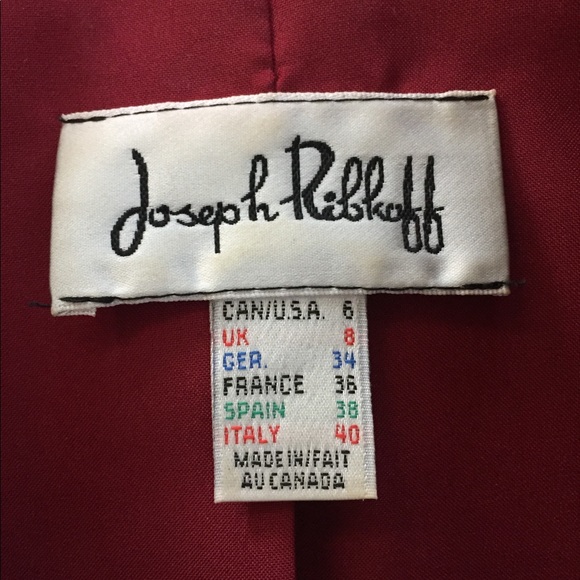 Joseph Ribkoff
CAN/U.S.A. 6
UK 8
GER. 34
FRANCE 36
SPAIN 38
ITALY 40
MADE IN/FAIT
AU CANADA